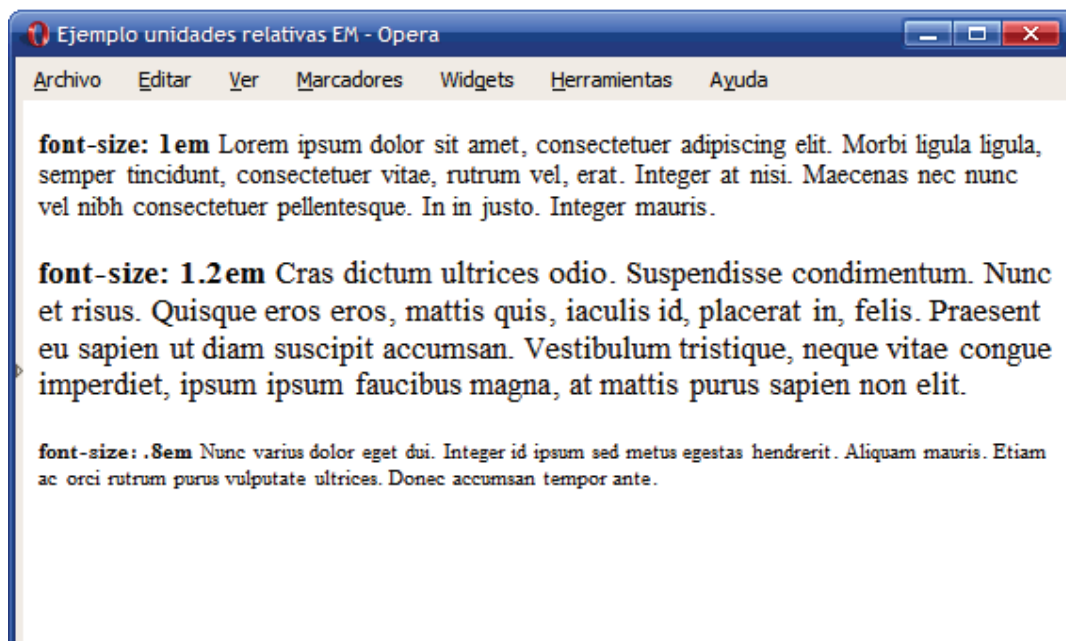 Ejemplo unidades relativas EM - Opera
Archivo Editar Ver Marcadores Widgets Herramientas Ayuda
font-size: 1em Lorem ipsum dolor sit amet, consectetuer adipiscing elit. Morbi ligula ligula,
semper tincidunt, consectetuer vitae, rutrum vel, erat. Integer at nisi. Maecenas nec nunc
vel nibh consectetuer pellentesque. In in justo. Integer mauris.
font-size: 1.2em Cras dictum ultrices odio. Suspendisse condimentum. Nunc
et risus. Quisque eros eros, mattis quis, iaculis id, placerat in, felis. Praesent
eu sapien ut diam suscipit accumsan. Vestibulum tristique, neque vitae congue
imperdiet, ipsum ipsum faucibus magna, at mattis purus sapien non elit.
font-size: .8em Nunc varius dolor eget dui. Integer id ipsum sed metus egestas hendrerit. Aliquam mauris. Etiam
ac orci rutrum purus vulputate ultrices. Donec accumsan tempor ante.